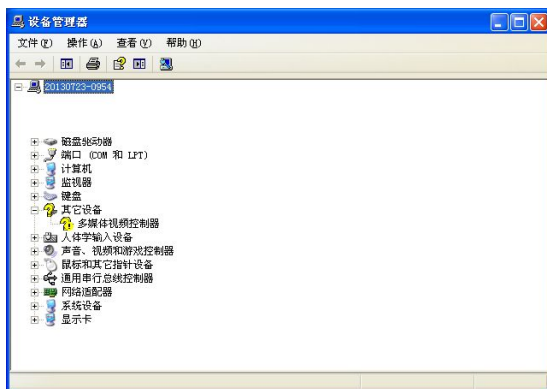 设备管理器
文件(F) 操作(A) 查看(V) 帮助(H)
20130723-0954
磁盘驱动器
端口 (COM 和 LPT)
计算机
监视器
键盘
其它设备
多媒体视频控制器
人体学输入设备
声音、视频和游戏控制器
鼠标和其它指针设备
通用串行总线控制器
网络适配器
系统设备
显示卡